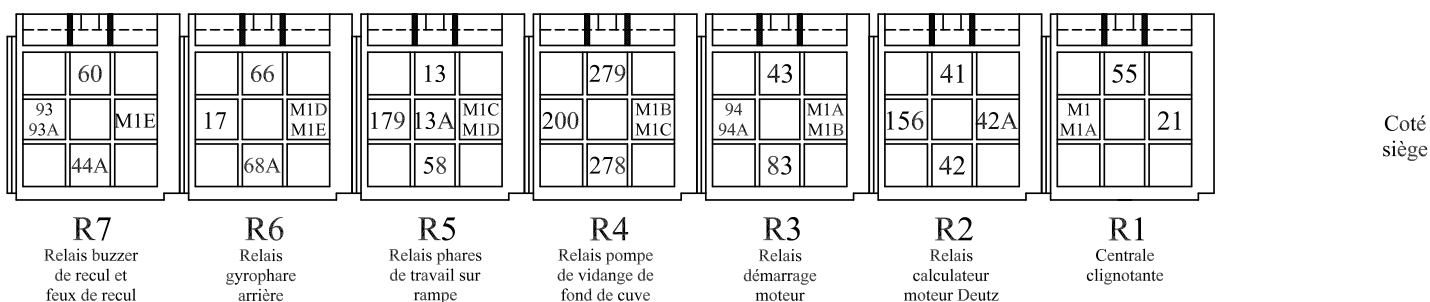 60 66 13 279 43 41 55
93 M1D M1C M1B 94 M1A M1
93A M1E M1E M1D M1C 94A M1B M1A
17 179 13A 200 156 42A 21
44A 68A 58 278 83 42
Coté
siège
R7 R6 R5 R4 R3 R2 R1
Relais buzzer
de recul et
feux de recul
Relais
gyrophare
arrière
Relais phares
de travail sur
rampe
Relais pompe
de vidange de
fond de cuve
Relais
démarrage
moteur
Relais
calculateur
moteur Deutz
Centrale
clignotante